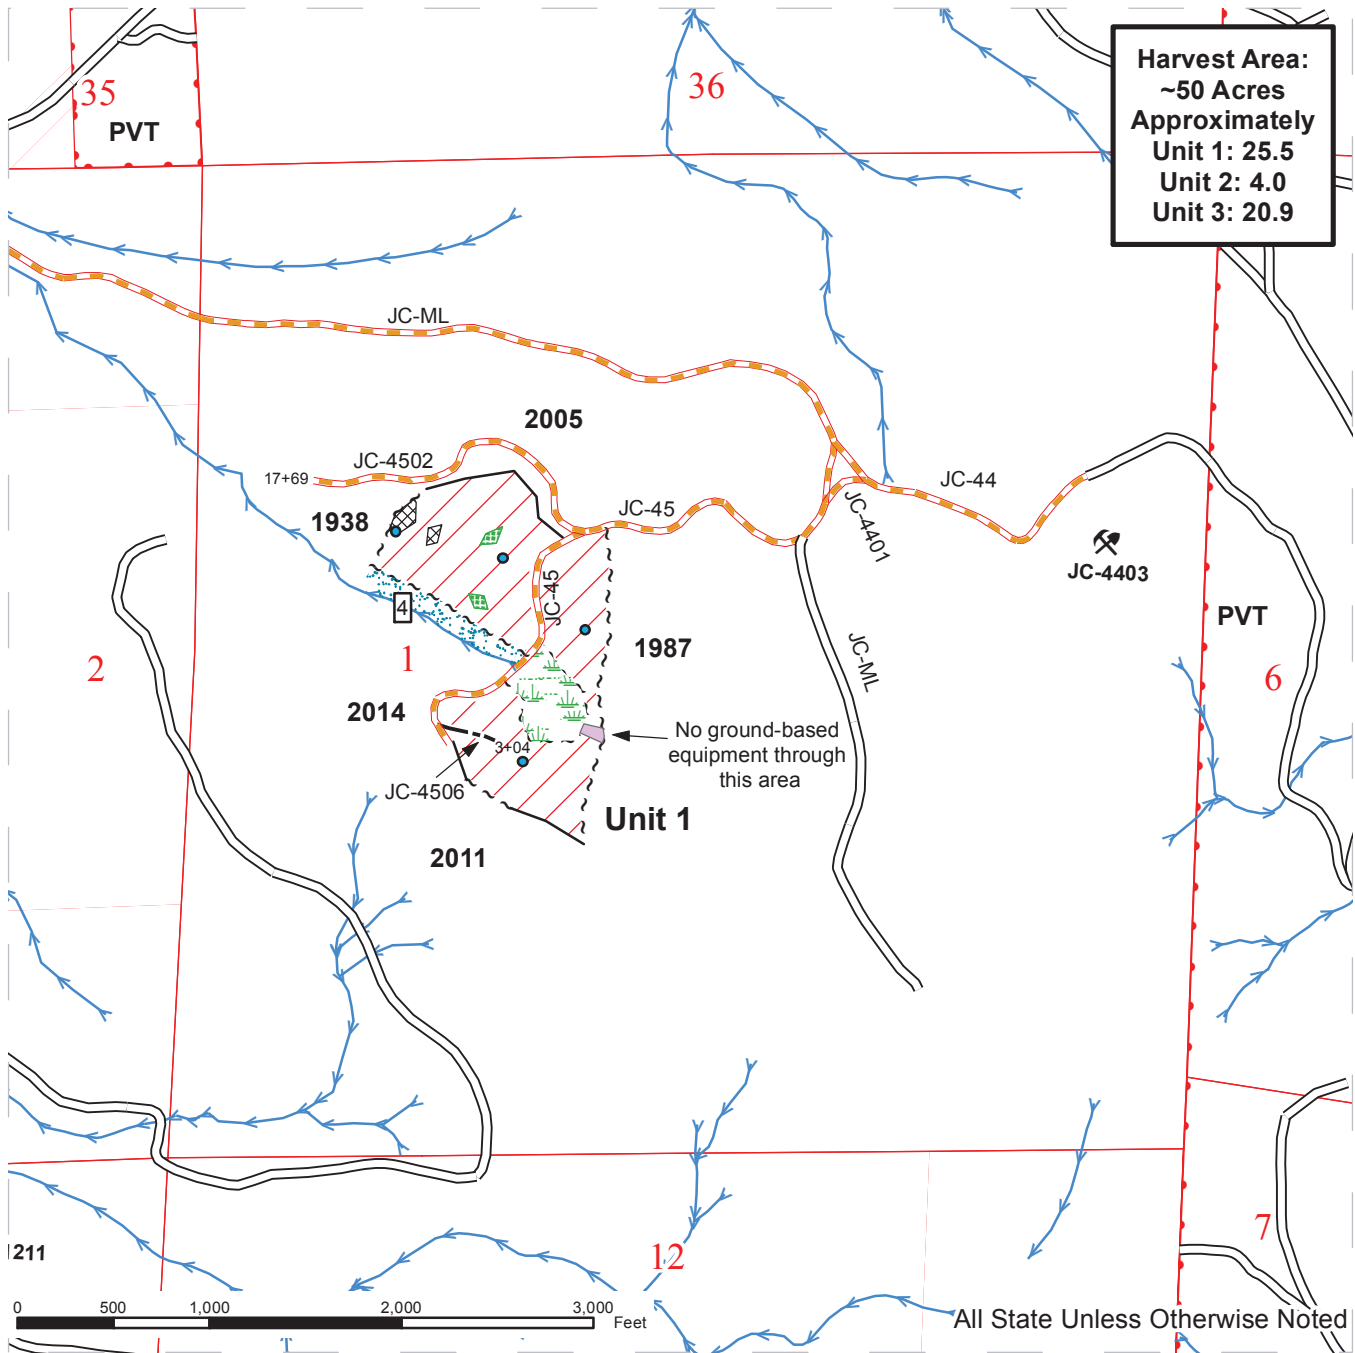 35
PVT
36
Harvest Area:
~50 Acres
Approximately
Unit 1: 25.5
Unit 2: 4.0
Unit 3: 20.9
JC-ML
2005
JC-4502
17+69
JC-45
JC-44
JC-4401
1938
JC-4403
JC-45
4
PVT
1
1987
JC-ML
2
6
2014
No ground-based
equipment through
this area
3+04
JC-4506
Unit 1
2011
7
12
1211
0 500 1,000 2,000 3,000
Feet
All State Unless Otherwise Noted